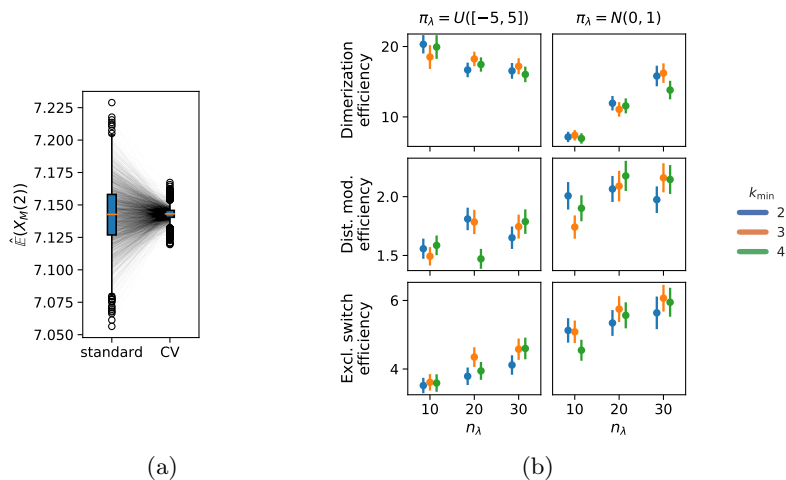 7.225
7.200
7.175
7.150
7.125
7.100
7.075
7.050
𝔼̂(X_M(2))
standard CV
(a)
π_λ = U([−5, 5]) π_λ = N(0, 1)
Dimerization
efficiency
20
10
Dist. mod.
efficiency
2.0
1.5
Excl. switch
efficiency
6
4
10 20 30 10 20 30
n_λ n_λ
k_min
2
3
4
(b)